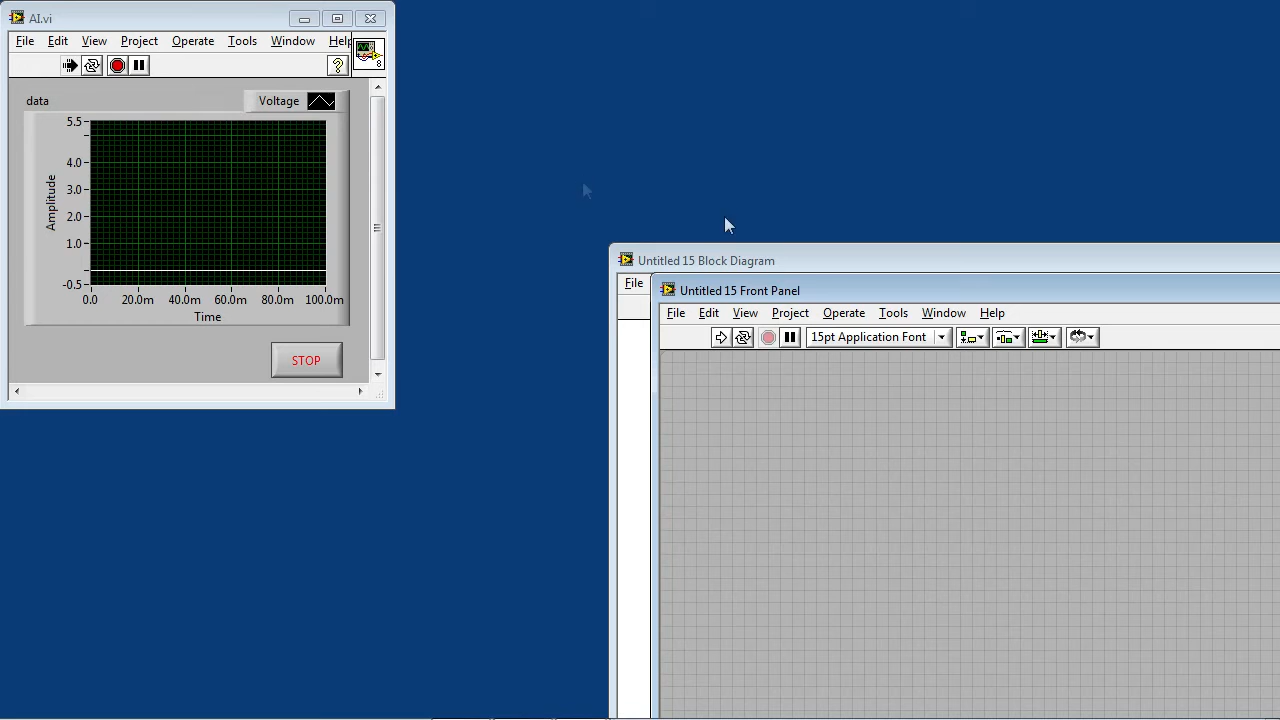 AI.vi
File Edit View Project Operate Tools Window Help
?
8
data
Voltage
5.5
4.0
3.0
2.0
1.0
-0.5
Amplitude
0.0 20.0m 40.0m 60.0m 80.0m 100.0m
Time
STOP
Untitled 15 Block Diagram
File
Untitled 15 Front Panel
File Edit View Project Operate Tools Window Help
15pt Application Font